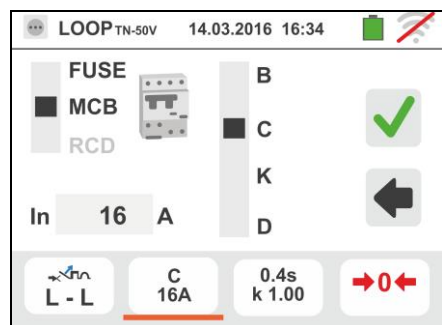 LOOP TN-50V 14.03.2016 16:34
FUSE
MCB
RCD
B
C
K
D
In 16 A
L - L
C
16A
0.4s
k 1.00
0